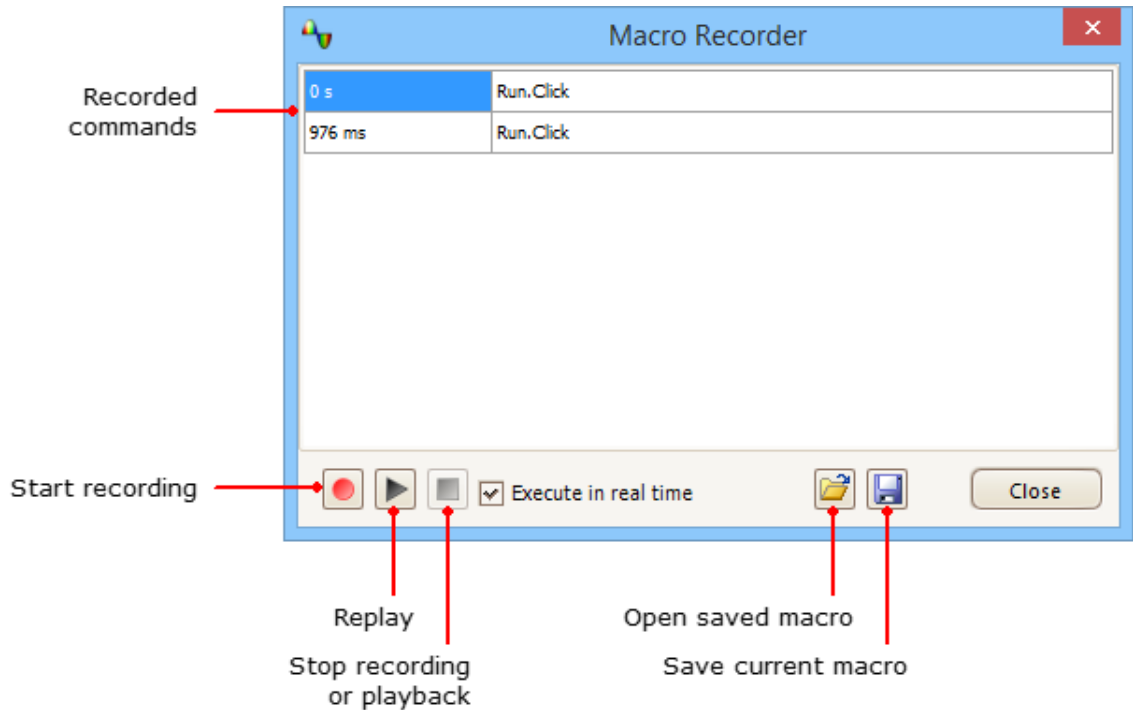 Macro Recorder
Recorded
commands
0 s Run.Click
976 ms Run.Click
Start recording
Execute in real time
Close
Replay
Open saved macro
Stop recording
or playback
Save current macro